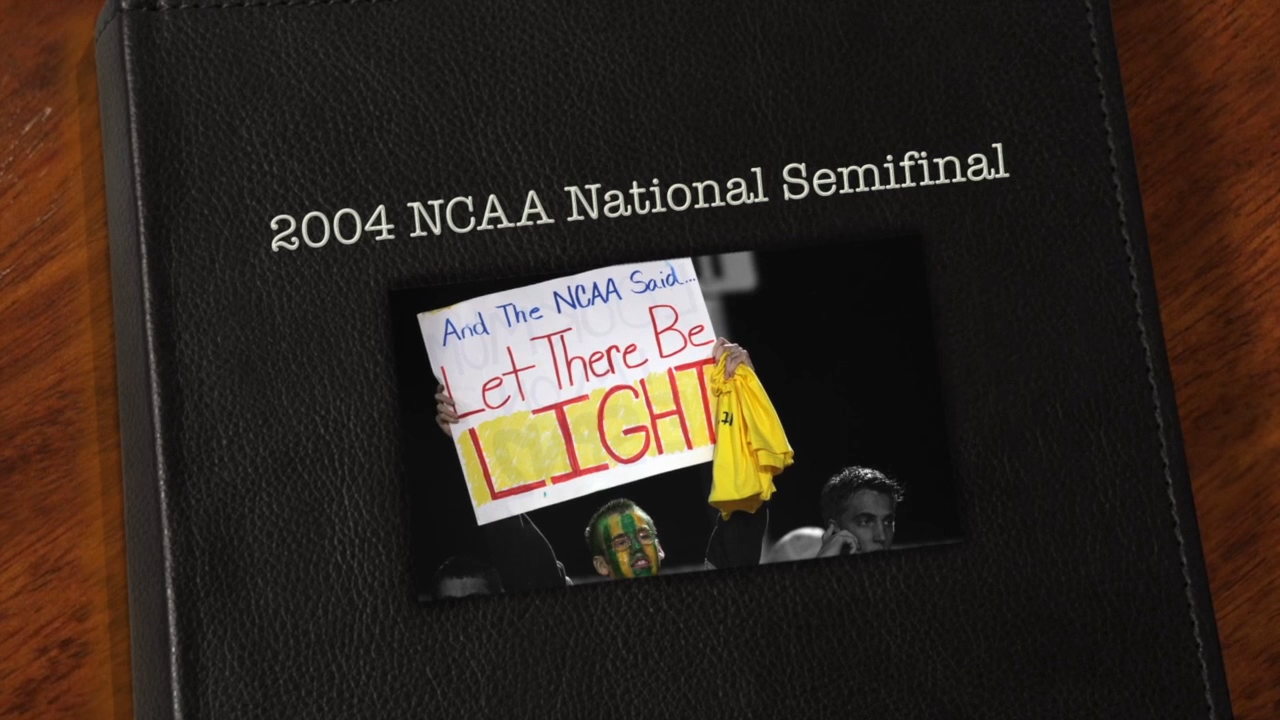 2004 NCAA National Semifinal
And The NCAA Said...
Let There Be
LIGHT